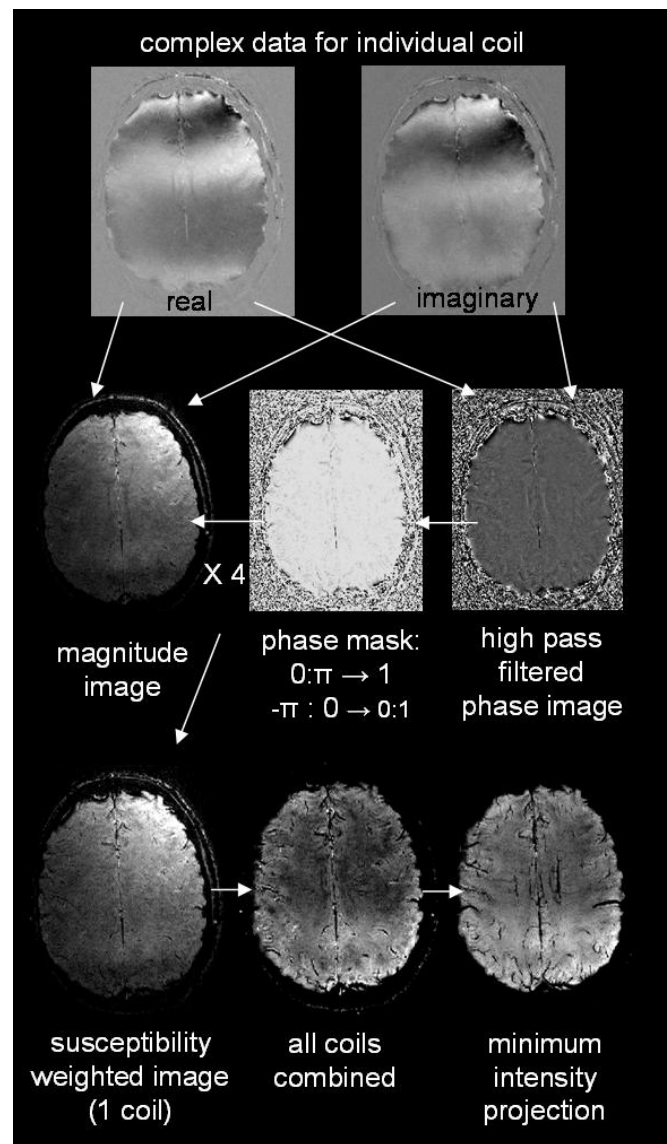 complex data for individual coil
real
imaginary
X 4
magnitude
image
phase mask:
0:π → 1
-π : 0 → 0:1
high pass
filtered
phase image
susceptibility
weighted image
(1 coil)
all coils
combined
minimum
intensity
projection